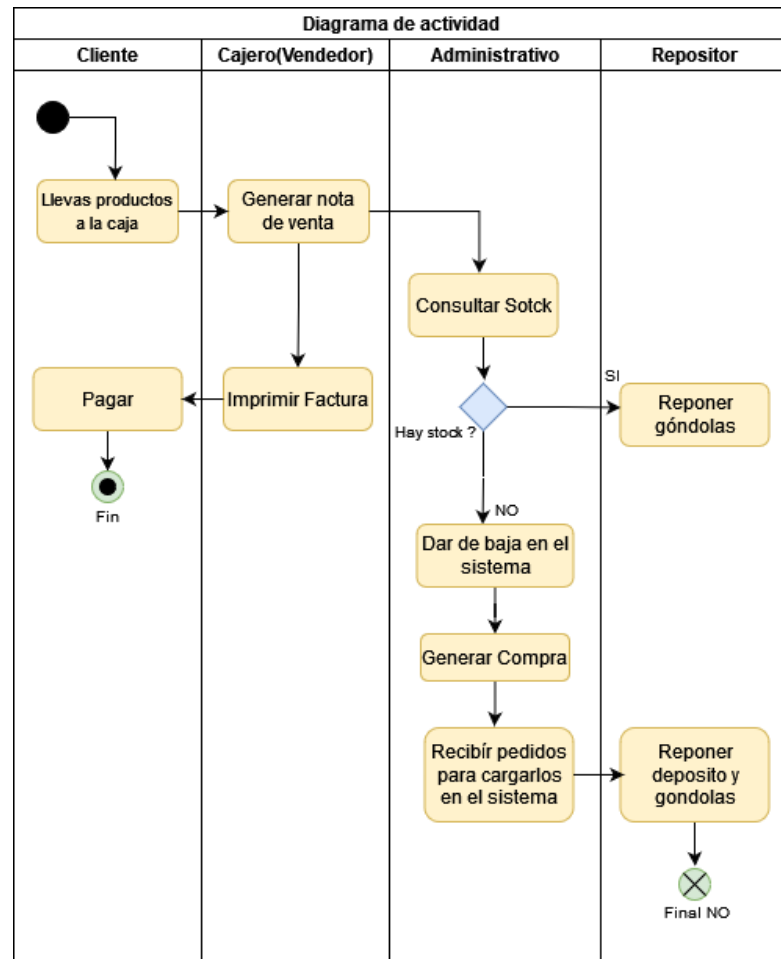 Diagrama de actividad
Cliente
Cajero(Vendedor)
Administrativo
Repositor
Llevas productos
a la caja
Generar nota
de venta
Consultar Sotck
Pagar
Imprimir Factura
Hay stock ?
SI
Reponer
góndolas
Fin
NO
Dar de baja en el
sistema
Generar Compra
Recibír pedidos
para cargarlos
en el sistema
Reponer
deposito y
gondolas
Final NO